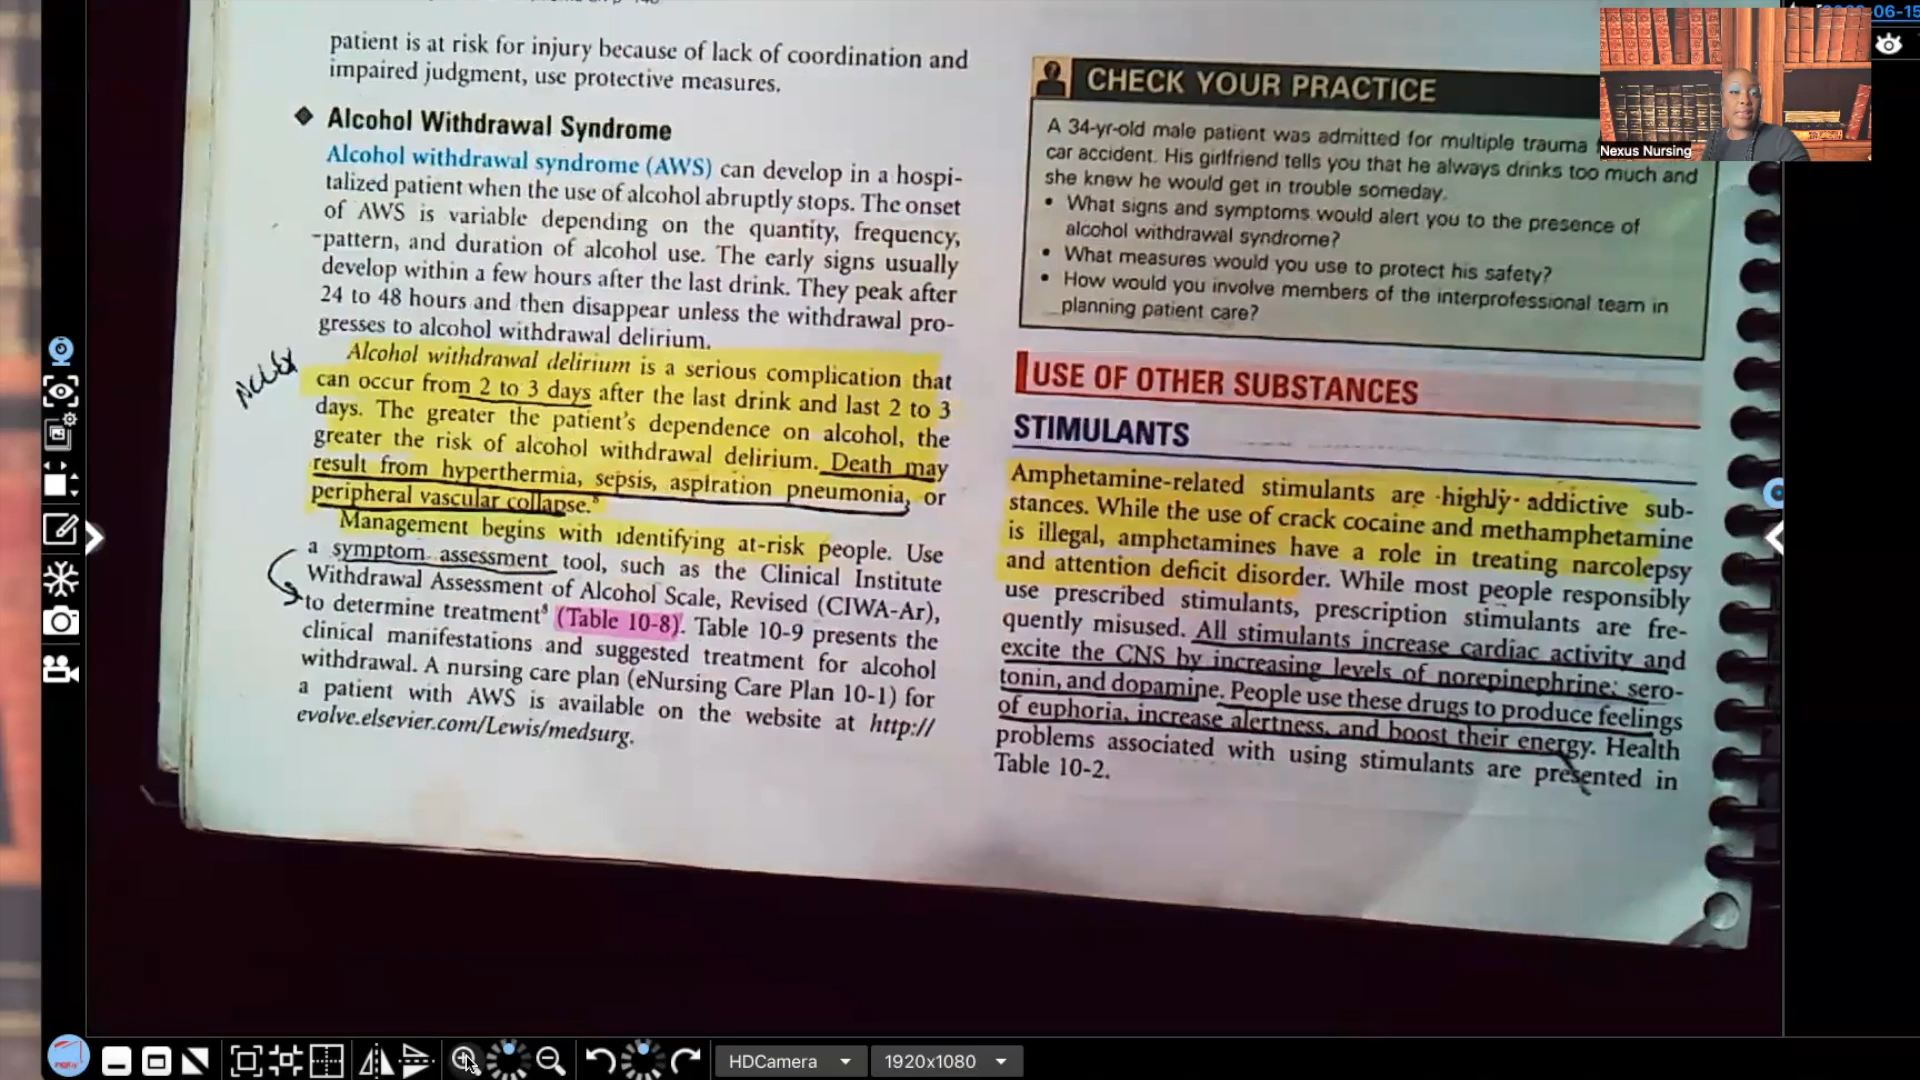 patient is at risk for injury because of lack of coordination and
impaired judgment, use protective measures.
Alcohol Withdrawal Syndrome
Alcohol withdrawal syndrome (AWS) can develop in a hospi-
talized patient when the use of alcohol abruptly stops. The onset
of AWS is variable depending on the quantity, frequency,
pattern, and duration of alcohol use. The early signs usually
develop within a few hours after the last drink. They peak after
24 to 48 hours and then disappear unless the withdrawal pro-
gresses to alcohol withdrawal delirium.
NCLEX
Alcohol withdrawal delirium is a serious complication that
can occur from 2 to 3 days after the last drink and last 2 to 3
days. The greater the patient's dependence on alcohol, the
greater the risk of alcohol withdrawal delirium. Death may
result from hyperthermia, sepsis, aspiration pneumonia, or
peripheral vascular collapse.⁸
Management begins with identifying at-risk people. Use
a symptom assessment tool, such as the Clinical Institute
Withdrawal Assessment of Alcohol Scale, Revised (CIWA-Ar),
to determine treatment⁸ (Table 10-8). Table 10-9 presents the
clinical manifestations and suggested treatment for alcohol
withdrawal. A nursing care plan (eNursing Care Plan 10-1) for
a patient with AWS is available on the website at http://
evolve.elsevier.com/Lewis/medsurg.
CHECK YOUR PRACTICE
A 34-yr-old male patient was admitted for multiple trauma
car accident. His girlfriend tells you that he always drinks too much and
she knew he would get in trouble someday.
• What signs and symptoms would alert you to the presence of
alcohol withdrawal syndrome?
• What measures would you use to protect his safety?
• How would you involve members of the interprofessional team in
planning patient care?
USE OF OTHER SUBSTANCES
STIMULANTS
Amphetamine-related stimulants are highly addictive sub-
stances. While the use of crack cocaine and methamphetamine
is illegal, amphetamines have a role in treating narcolepsy
and attention deficit disorder. While most people responsibly
use prescribed stimulants, prescription stimulants are fre-
quently misused. All stimulants increase cardiac activity and
excite the CNS by increasing levels of norepinephrine, sero-
tonin, and dopamine. People use these drugs to produce feelings
of euphoria, increase alertness, and boost their energy. Health
problems associated with using stimulants are presented in
Table 10-2.
Nexus Nursing
06-15
HDCamera
1920x1080